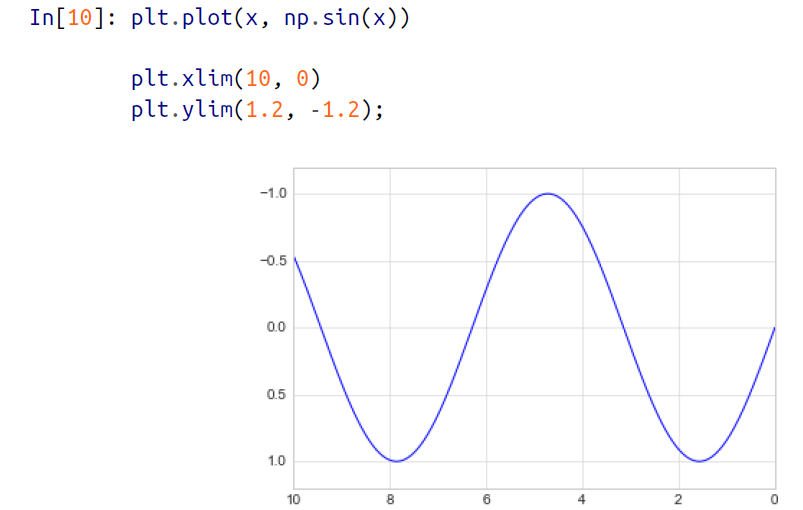 In[10]: plt.plot(x, np.sin(x))
plt.xlim(10, 0)
plt.ylim(1.2, -1.2);
−1.0
−0.5
0.0
0.5
1.0
10 8 6 4 2 0